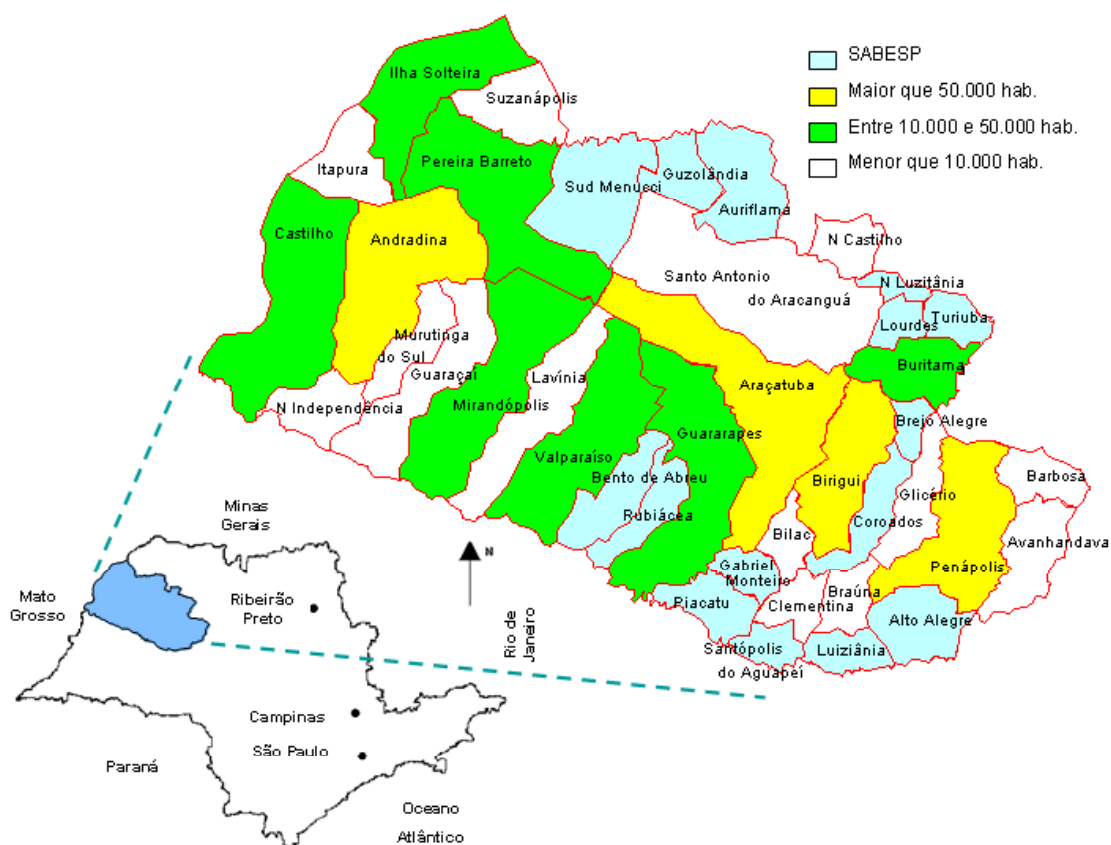 Ilha Solteira
Suzanápolis
SABESP
Maior que 50.000 hab.
Entre 10.000 e 50.000 hab.
Menor que 10.000 hab.
Itapura
Pereira Barreto
Sud Menucci
Guzolândia
Auriflama
Castilho
Andradina
N Castilho
Santo Antonio
do Aracanguá
N Luzitânia
Lourdes
Turiuba
Murutinga
do Sul
Guaraçaí
Lavínia
Buritama
N Independência
Mirandópolis
Araçatuba
Brejo Alegre
Guararapes
Valparaíso
Bento de Abreu
Birigui
Glicério
Barbosa
Rubiácea
Coroados
Bilac
Avanhandava
Gabriel
Monteiro
Penápolis
Piacatu
Clementina
Braúna
Alto Alegre
Santópolis
do Aguapeí
Luiziânia
N
Minas
Gerais
Mato
Grosso
Ribeirão
Preto
Rio de
Janeiro
Campinas
São Paulo
Paraná
Oceano
Atlântico